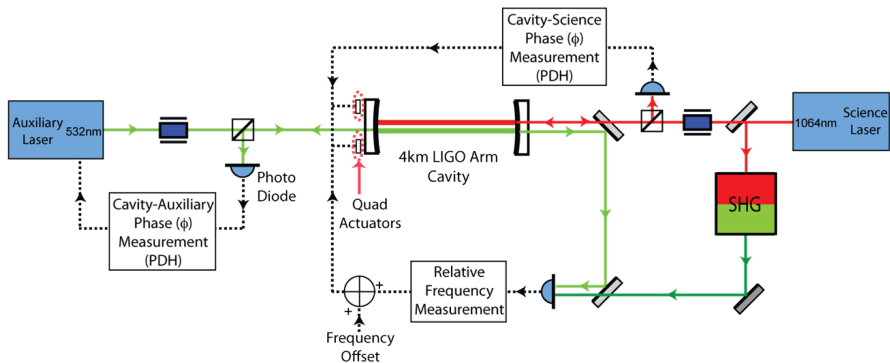 Cavity-Science
Phase (ϕ)
Measurement
(PDH)
Auxiliary
Laser
532nm
1064nm
Science
Laser
4km LIGO Arm
Cavity
Photo
Diode
Quad
Actuators
SHG
Cavity-Auxiliary
Phase (ϕ)
Measurement
(PDH)
Relative
Frequency
Measurement
+
+
Frequency
Offset